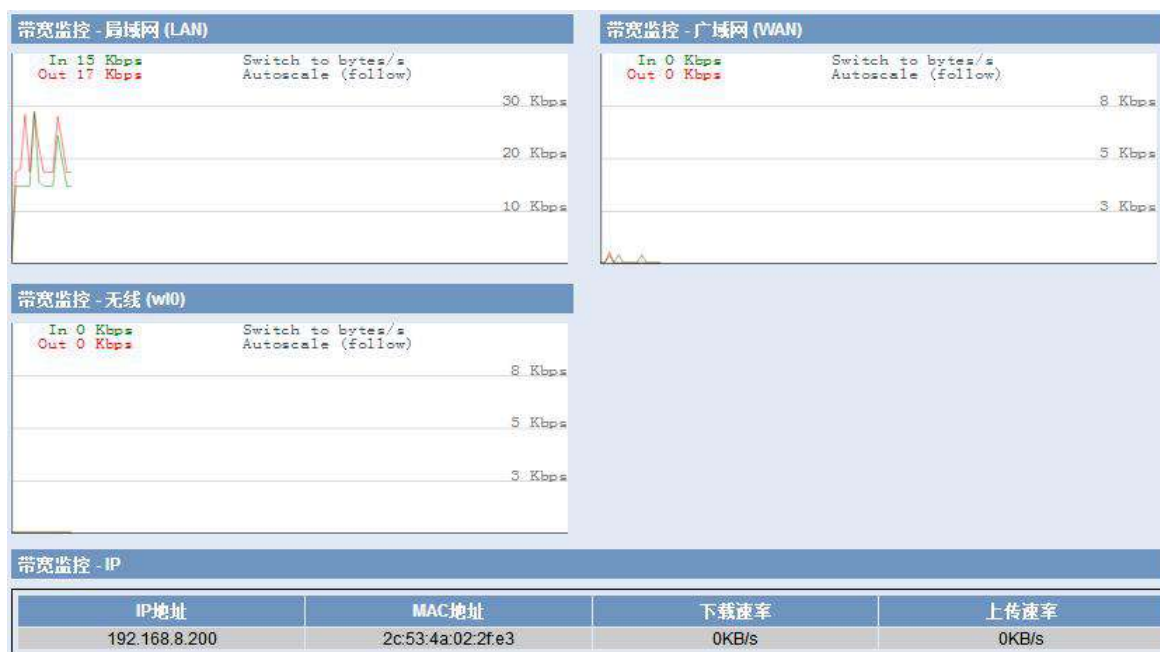 带宽监控 - 局域网 (LAN)
In 15 Kbps Switch to bytes/s
Out 17 Kbps Autoscale (follow)
30 Kbps
20 Kbps
10 Kbps
带宽监控 - 广域网 (WAN)
In 0 Kbps Switch to bytes/s
Out 0 Kbps Autoscale (follow)
8 Kbps
5 Kbps
3 Kbps
带宽监控 - 无线 (wl0)
In 0 Kbps Switch to bytes/s
Out 0 Kbps Autoscale (follow)
8 Kbps
5 Kbps
3 Kbps
带宽监控 - IP
IP地址 MAC地址 下载速率 上传速率
192.168.8.200 2c:53:4a:02:2f:e3 0KB/s 0KB/s